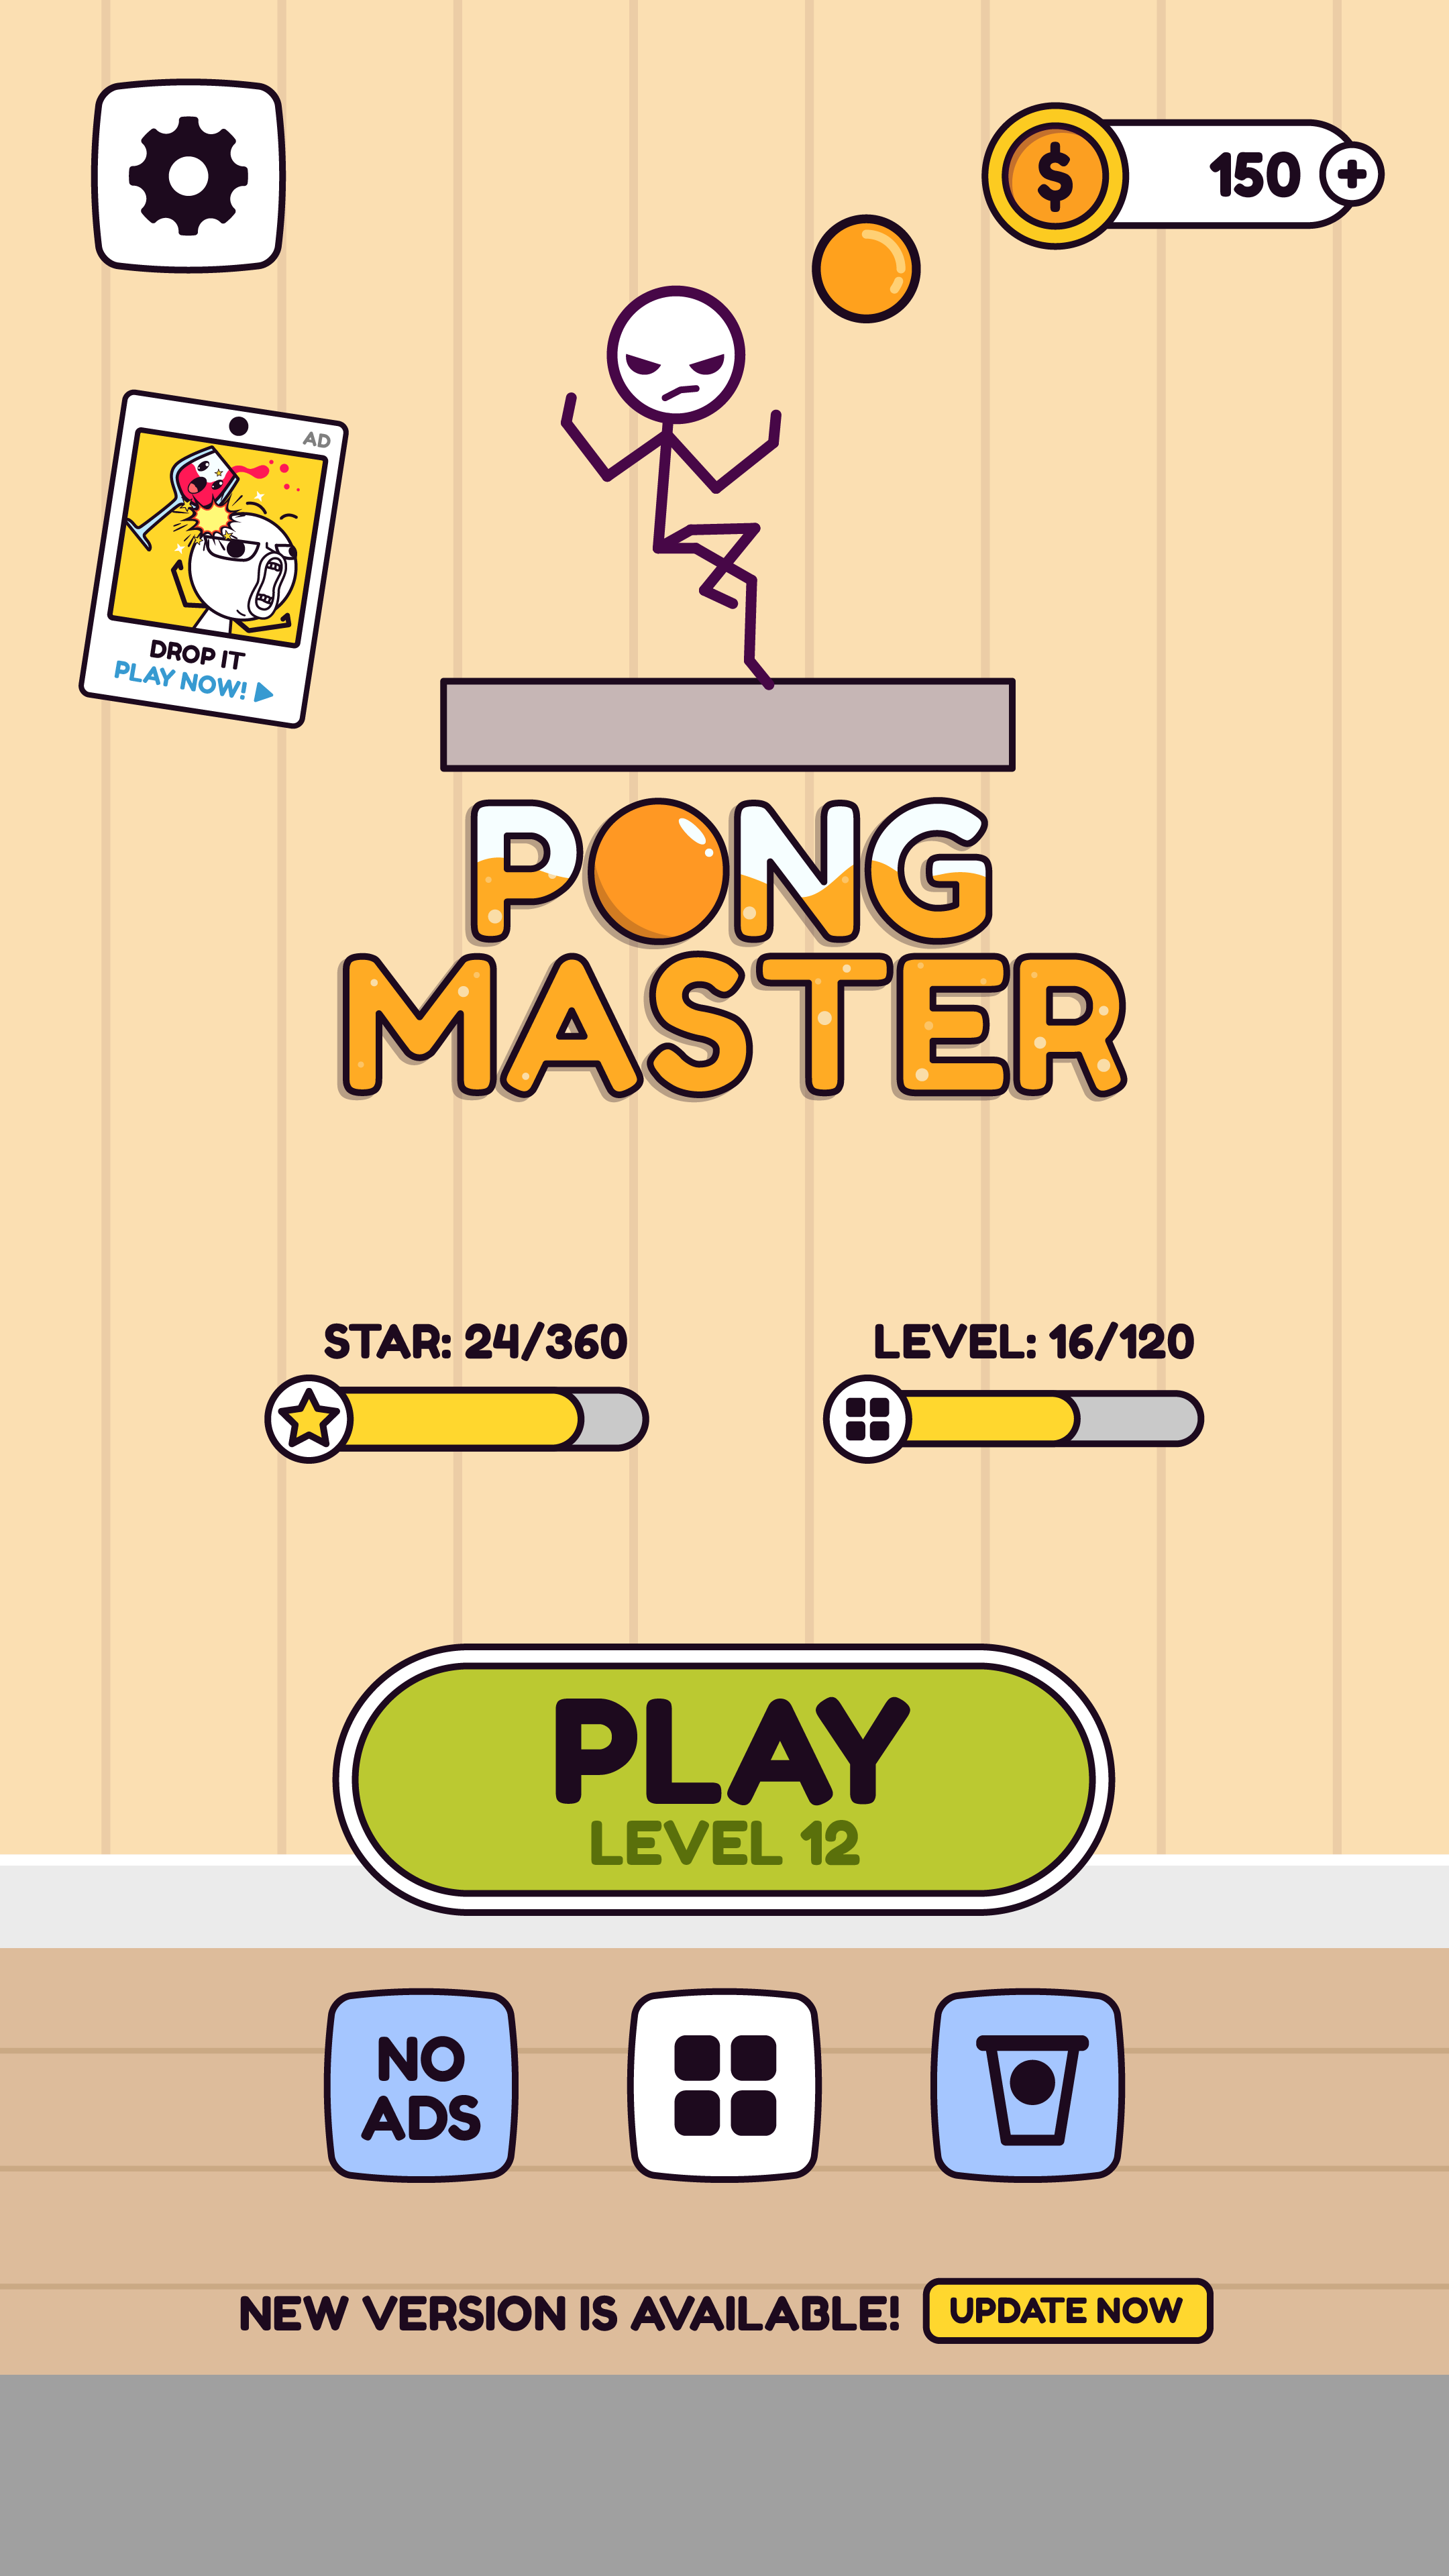 $
150
AD
DROP IT
PLAY NOW!
PONG
MASTER
STAR: 24/360
LEVEL: 16/120
PLAY
LEVEL 12
NO
ADS
NEW VERSION IS AVAILABLE!
UPDATE NOW